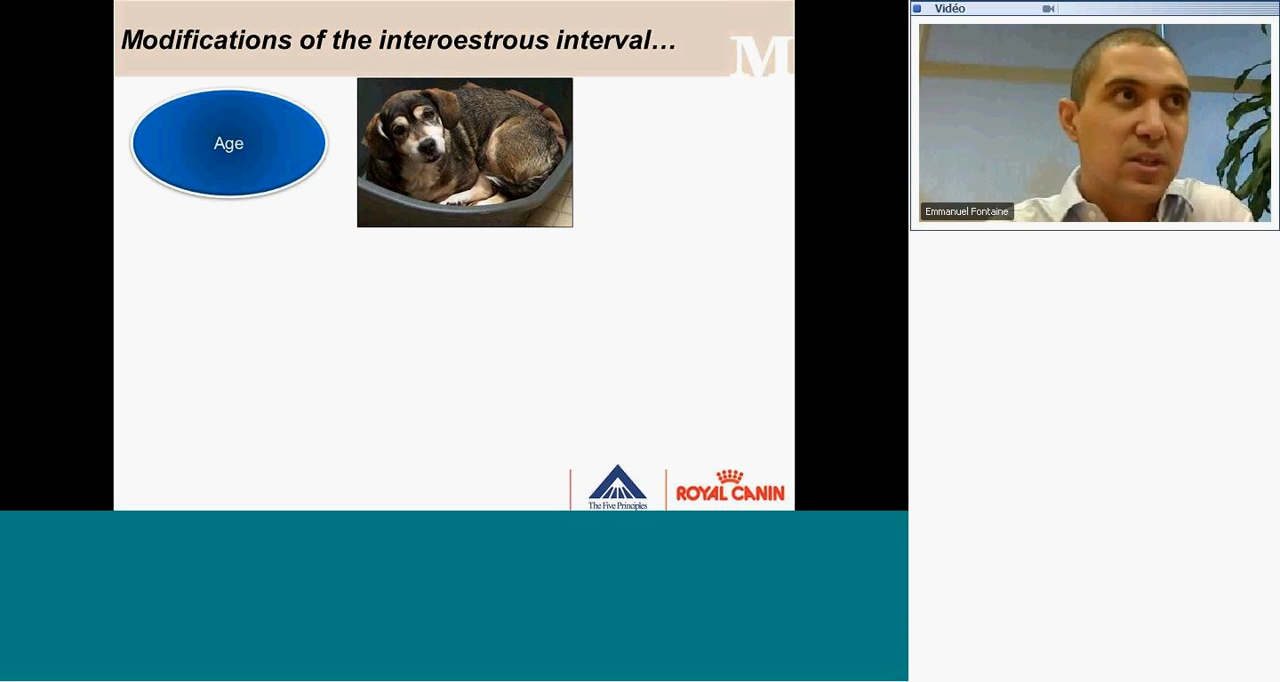 Modifications of the interoestrous interval…
M
Age
The Five Principles
ROYAL CANIN
Vidéo
Emmanuel Fontaine